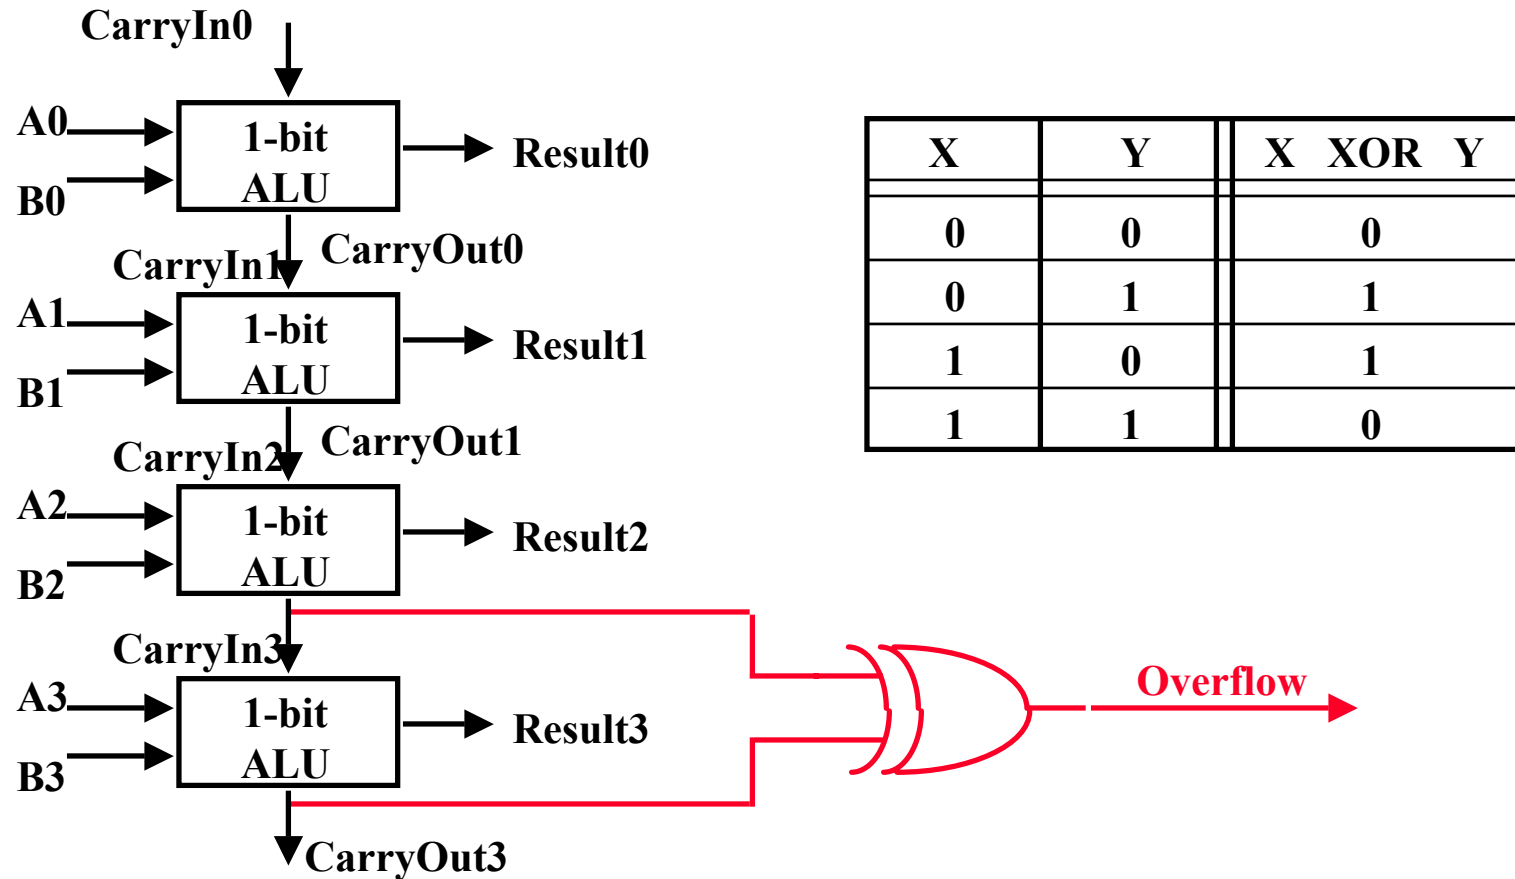 CarryIn0
A0
B0
1-bit
ALU
Result0
CarryIn1
CarryOut0
A1
B1
1-bit
ALU
Result1
CarryIn2
CarryOut1
A2
B2
1-bit
ALU
Result2
CarryIn3
A3
B3
1-bit
ALU
Result3
CarryOut3
Overflow
X Y X XOR Y
0 0 0
0 1 1
1 0 1
1 1 0